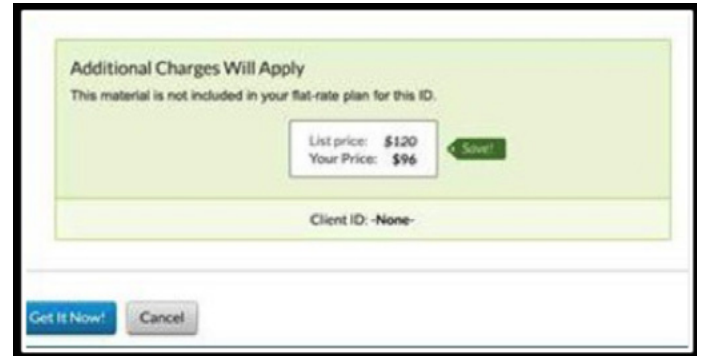 Additional Charges Will Apply
This material is not included in your flat-rate plan for this ID.
List price: $120
Your Price: $96
Save!
Client ID: -None-
Get It Now!
Cancel